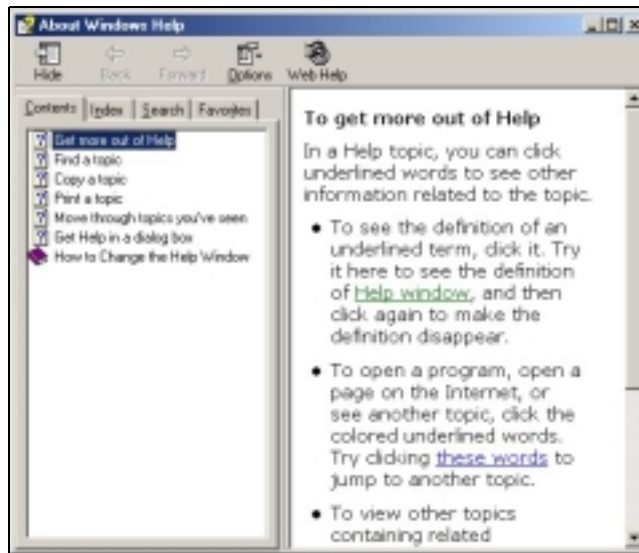 About Windows Help
Hide Back Forward Options Web Help
Contents Index Search Favorites
Get more out of Help
Find a topic
Copy a topic
Print a topic
Move through topics you've seen
Get Help in a dialog box
How to Change the Help Window
To get more out of Help
In a Help topic, you can click
underlined words to see other
information related to the topic.
• To see the definition of an
underlined term, click it. Try
it here to see the definition
of Help window, and then
click again to make the
definition disappear.
• To open a program, open a
page on the Internet, or
see another topic, click the
colored underlined words.
Try clicking these words to
jump to another topic.
• To view other topics
containing related